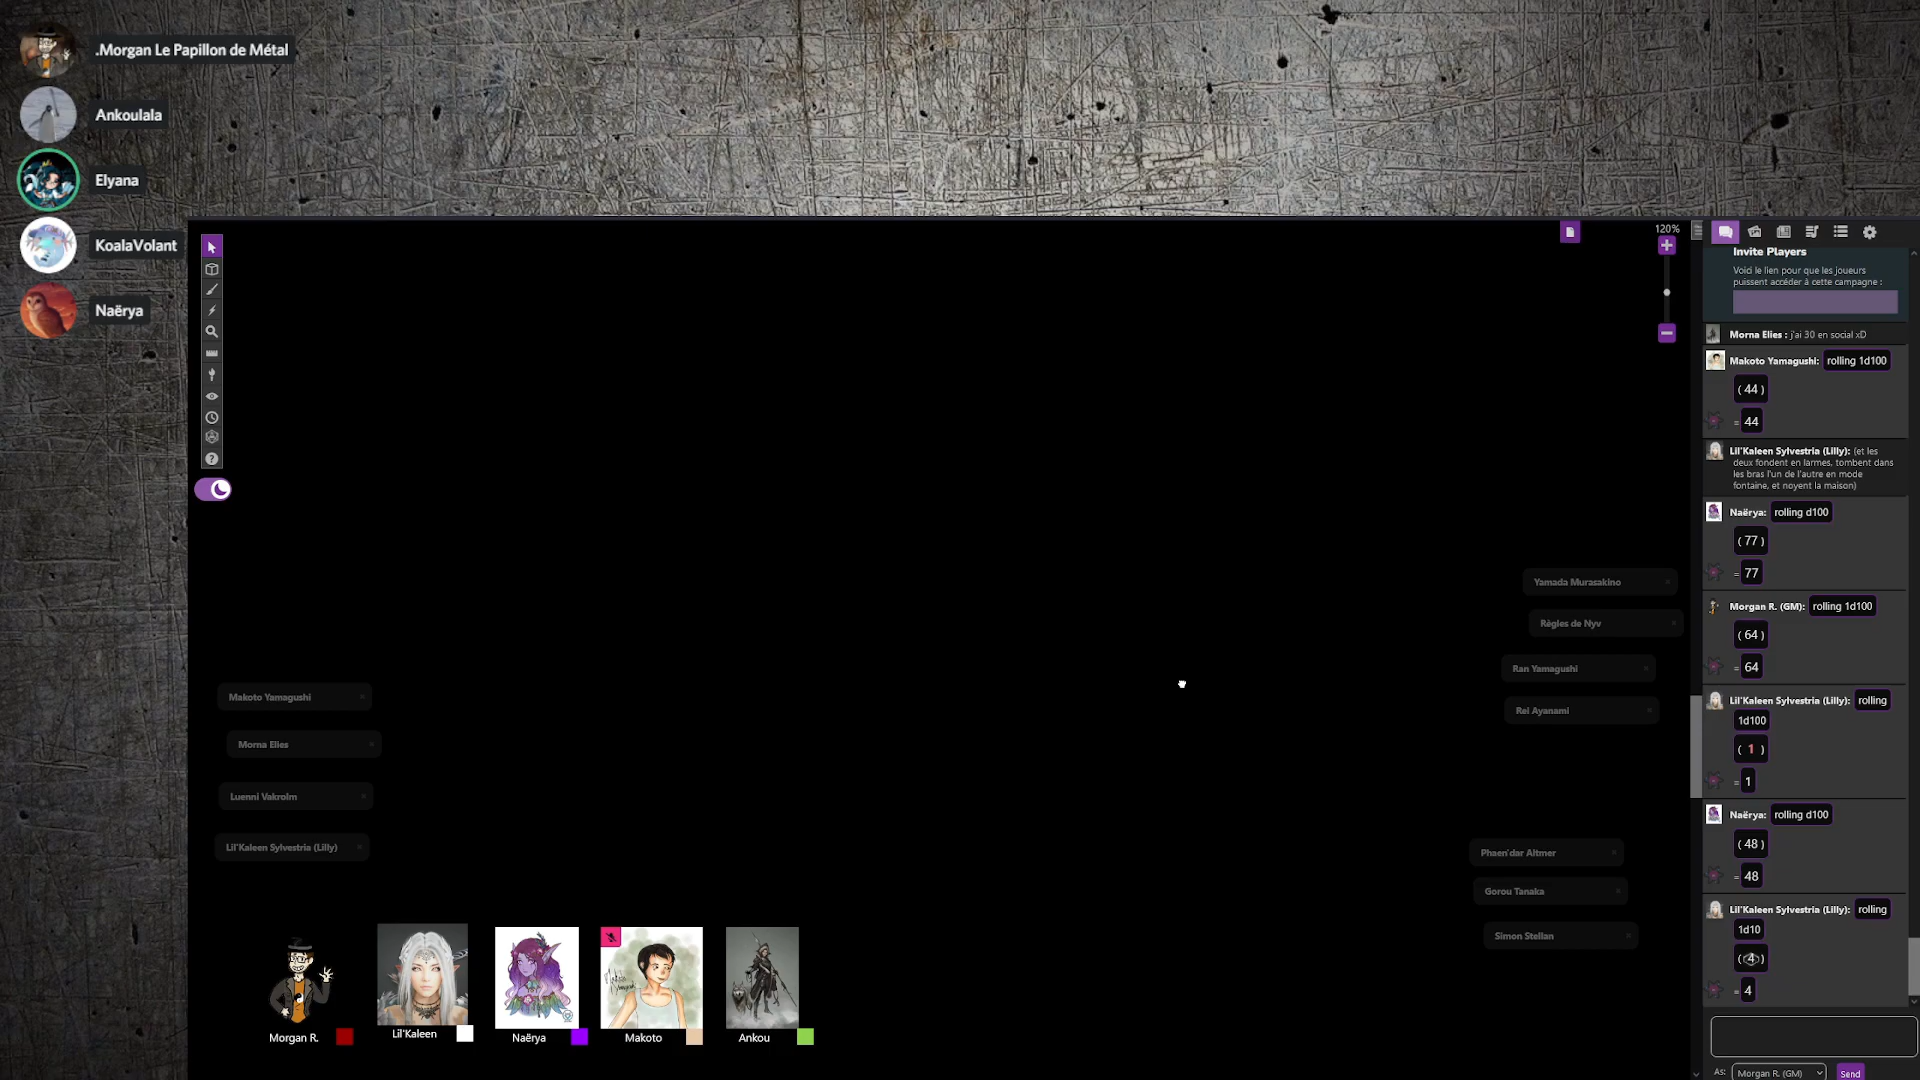 .Morgan Le Papillon de Métal
Ankoulala
Elyana
KoalaVolant
Naërya
120%
Invite Players
Voici le lien pour que les joueurs
puissent accéder à cette campagne :
Morna Elies : j'ai 30 en social xD
Makoto Yamagushi: rolling 1d100
( 44 )
= 44
Lil'Kaleen Sylvestria (Lilly): (et les
deux fondent en larmes, tombent dans
les bras l'un de l'autre en mode
fontaine, et noyent la maison)
Naërya: rolling d100
( 77 )
= 77
Morgan R. (GM): rolling 1d100
( 64 )
= 64
Lil'Kaleen Sylvestria (Lilly): rolling
1d100
( 1 )
= 1
Naërya: rolling d100
( 48 )
= 48
Lil'Kaleen Sylvestria (Lilly): rolling
1d10
( 4 )
= 4
As: Morgan R. (GM)
Send
Yamada Murasakino
Règles de Nyv
Ran Yamagushi
Rei Ayanami
Phaen'dar Altmer
Gorou Tanaka
Simon Stellan
Makoto Yamagushi
Morna Elies
Luenni Vakrolm
Lil'Kaleen Sylvestria (Lilly)
Morgan R.
Lil'Kaleen
Naërya
Makoto
Ankou